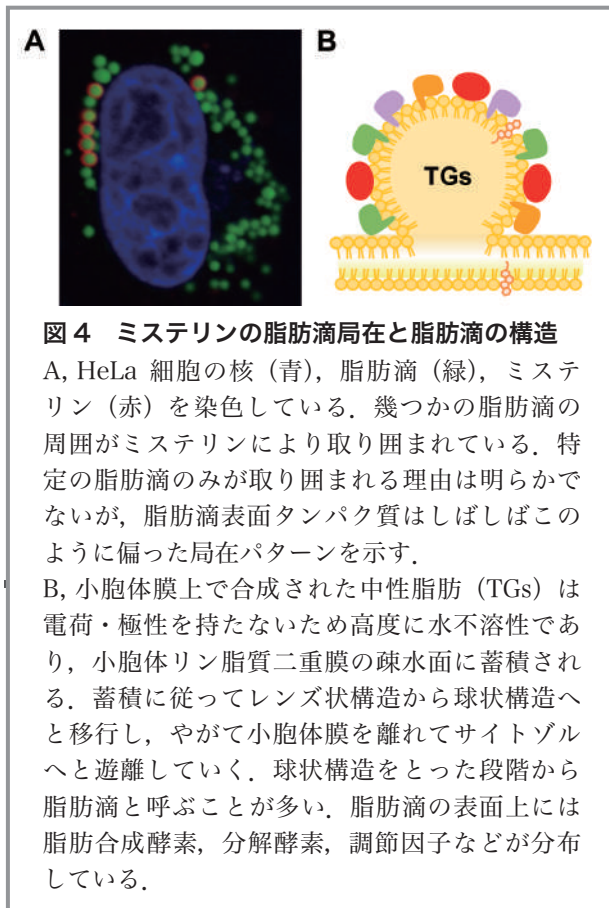 A
B
TGs
図4 ミステリンの脂肪滴局在と脂肪滴の構造
A, HeLa 細胞の核（青），脂肪滴（緑），ミステ
リン（赤）を染色している．幾つかの脂肪滴の
周囲がミステリンにより取り囲まれている．特
定の脂肪滴のみが取り囲まれる理由は明らかで
ないが，脂肪滴表面タンパク質はしばしばこの
ように偏った局在パターンを示す．
B, 小胞体膜上で合成された中性脂肪（TGs）は
電荷・極性を持たないため高度に水不溶性であ
り，小胞体リン脂質二重膜の疎水面に蓄積され
る．蓄積に従ってレンズ状構造から球状構造へ
と移行し，やがて小胞体膜を離れてサイトゾル
へと遊離していく．球状構造をとった段階から
脂肪滴と呼ぶことが多い．脂肪滴の表面上には
脂肪合成酵素，分解酵素，調節因子などが分布
している．